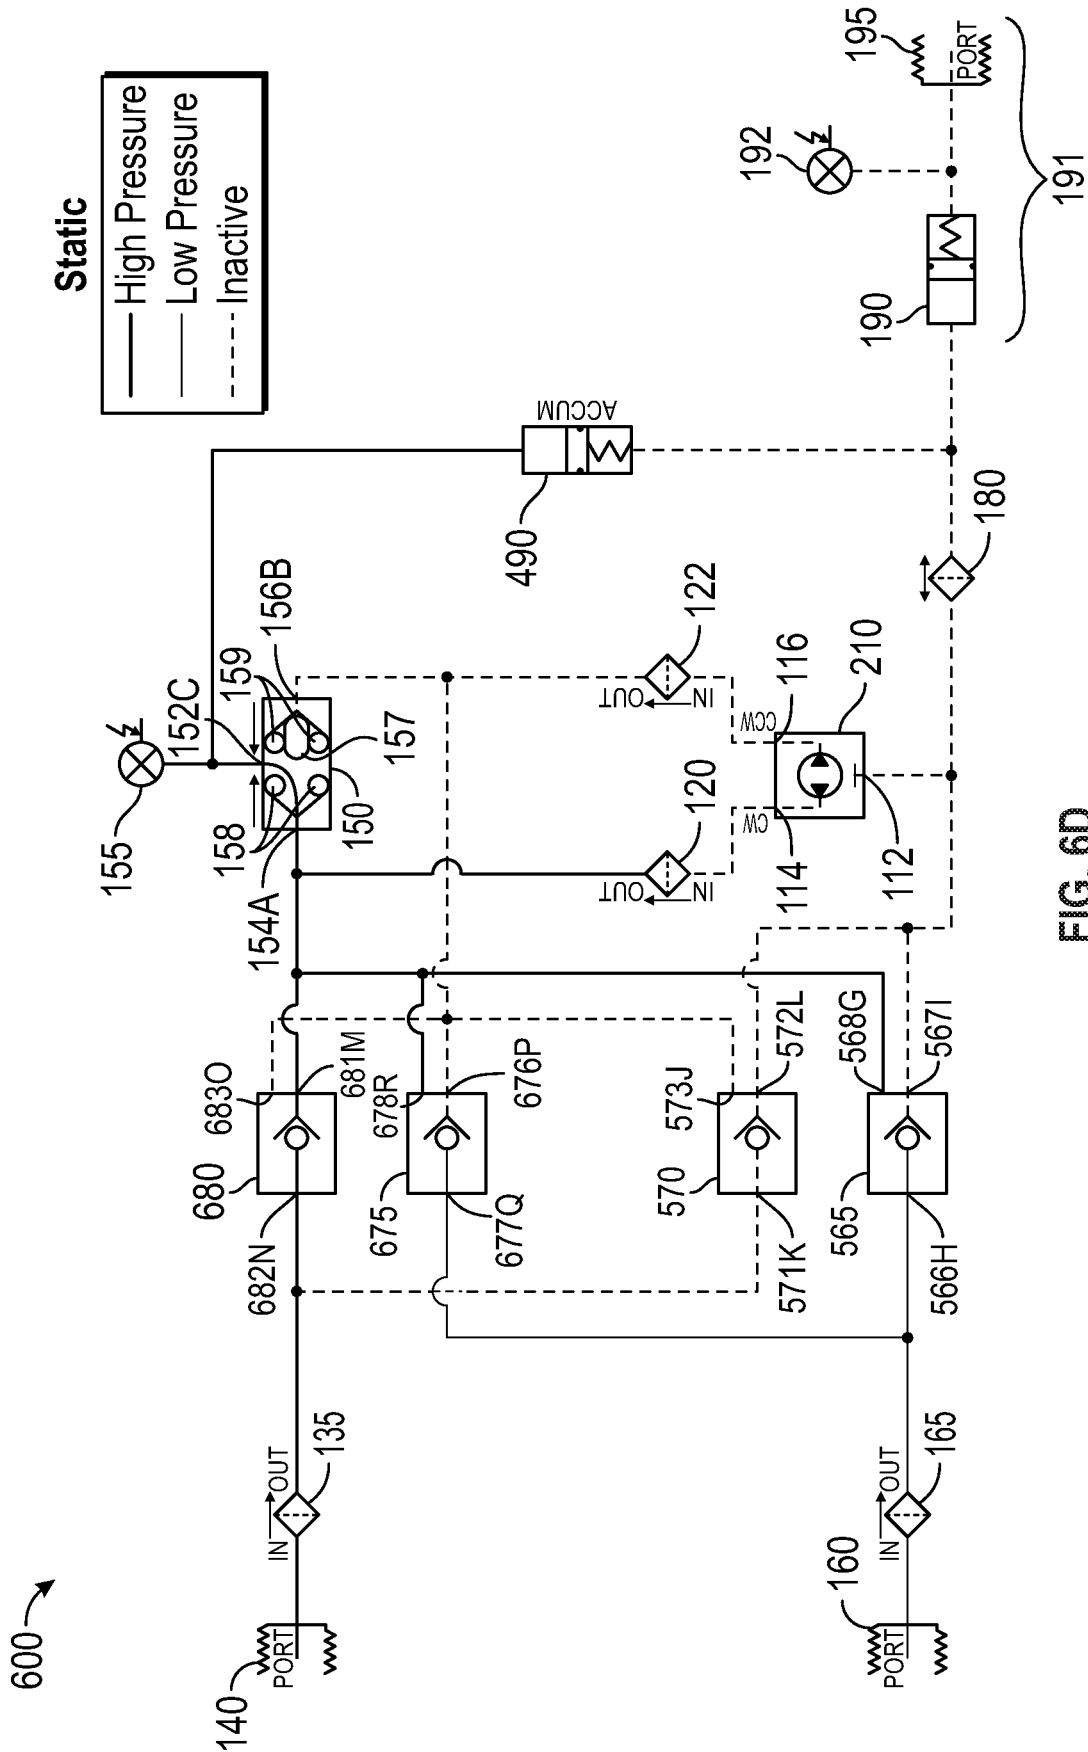 600
Static
High Pressure
Low Pressure
Inactive
155
152C
159
156B
158
154A
150
157
490
ACCUM
192
195
PORT
190
191
180
120
OUT
IN
122
OUT
IN
CW
CCW
114
116
112
210
683O
680
682N
681M
678R
675
677Q
676P
573J
570
571K
572L
568G
565
566H
567I
140
PORT
IN
OUT
135
160
PORT
IN
OUT
165
FIG. 6D